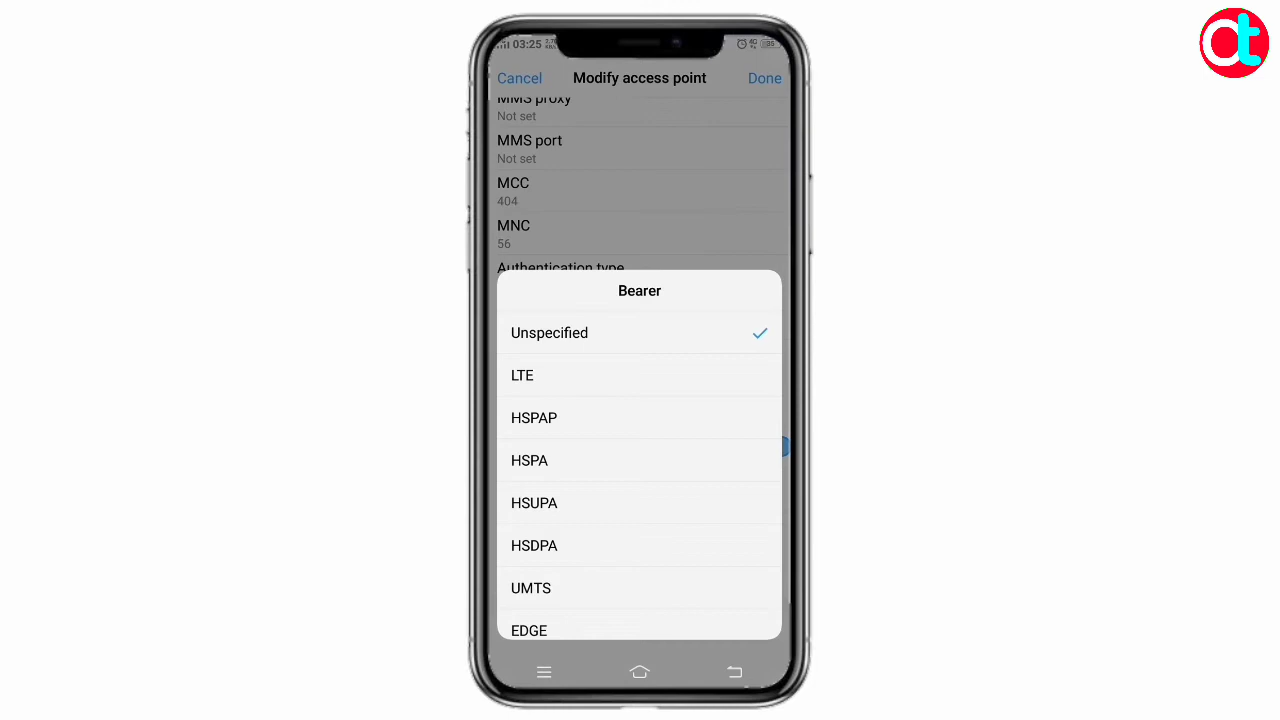 03:25
Cancel Modify access point Done
MMS proxy
Not set
MMS port
Not set
MCC
404
MNC
56
Authentication type
Bearer
Unspecified
LTE
HSPAP
HSPA
HSUPA
HSDPA
UMTS
EDGE